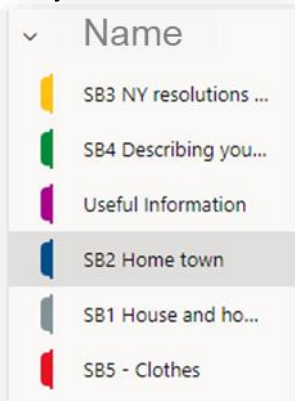 Name
SB3 NY resolutions ...
SB4 Describing you...
Useful Information
SB2 Home town
SB1 House and ho...
SB5 - Clothes